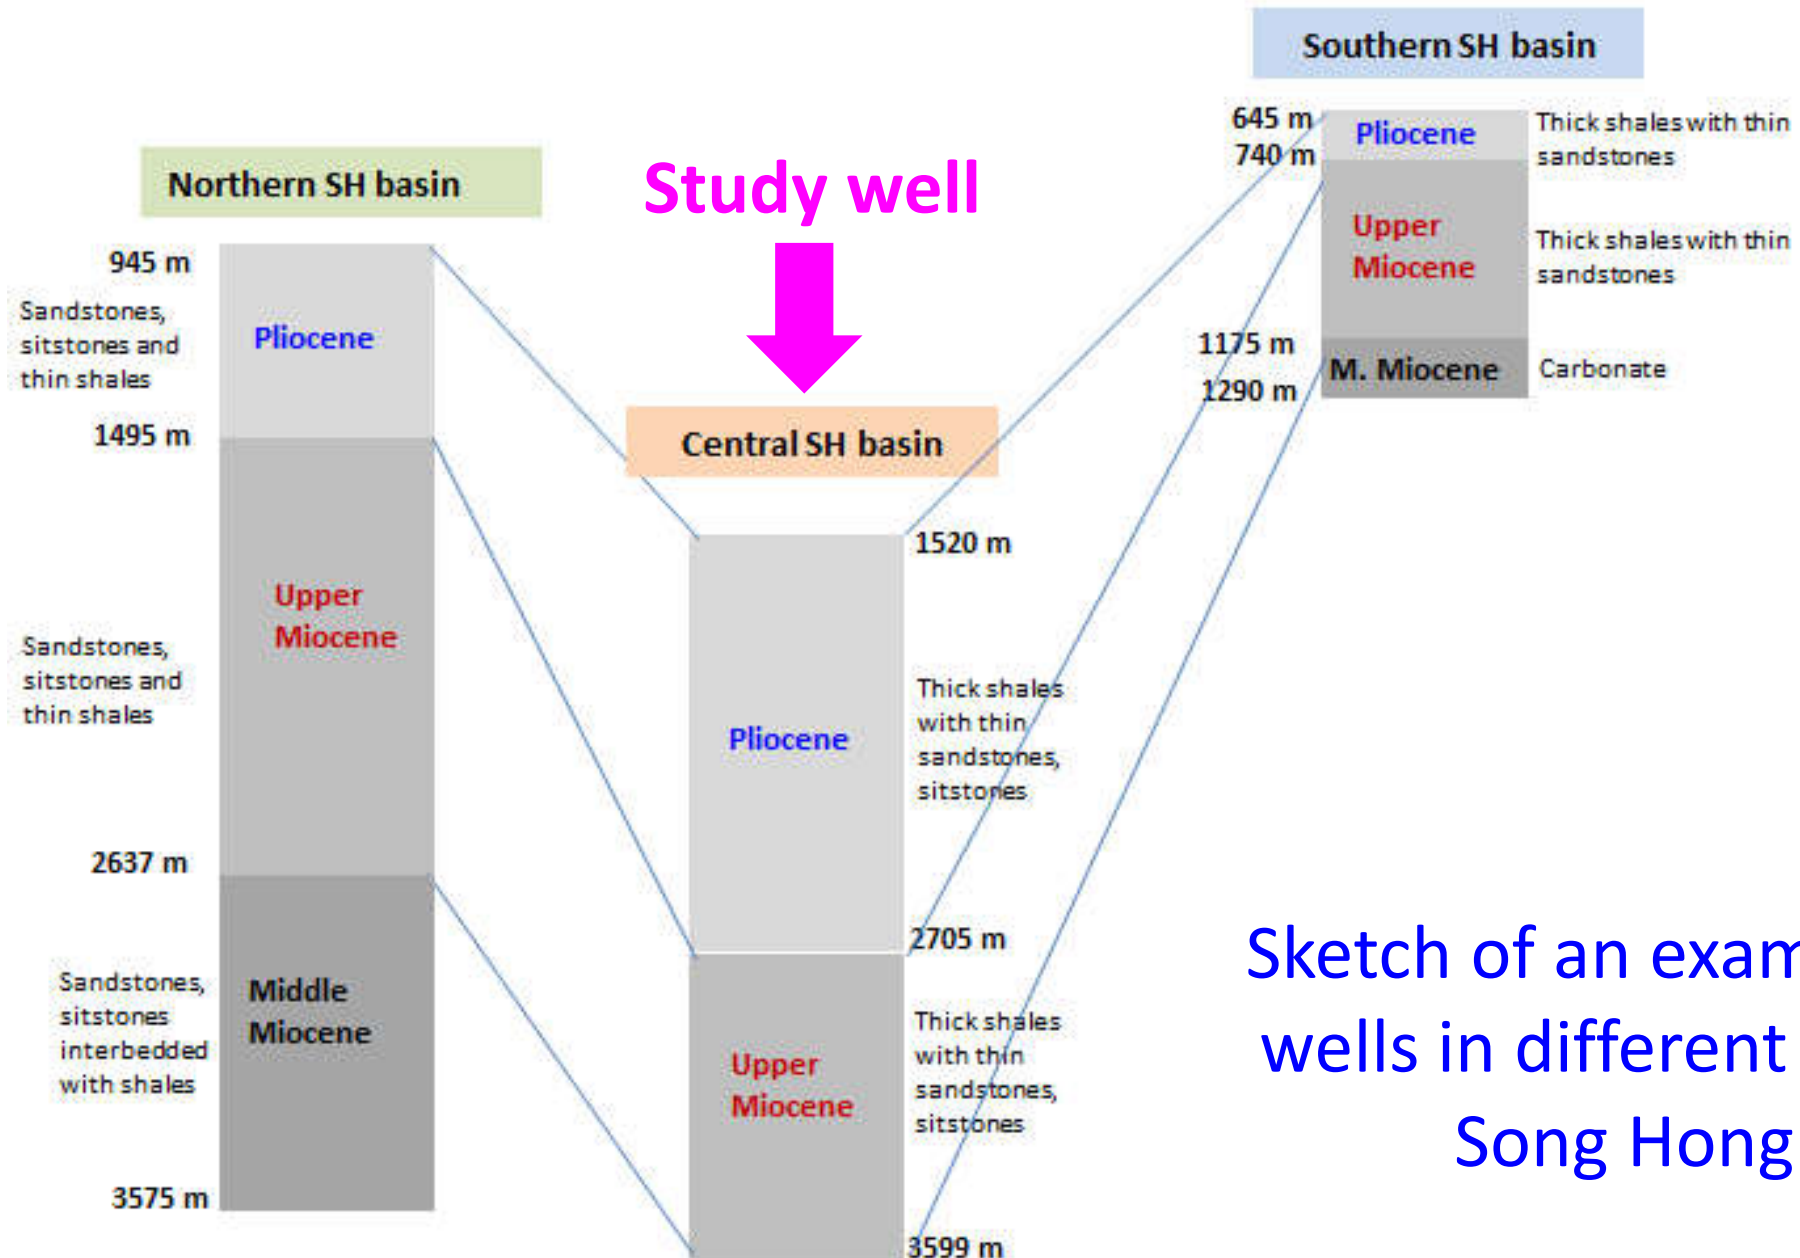 Southern SH basin
645 m
740 m
Pliocene
Thick shales with thin
sandstones
Upper
Miocene
Thick shales with thin
sandstones
1175 m
1290 m
M. Miocene
Carbonate
Northern SH basin
945 m
Sandstones,
sitstones and
thin shales
Pliocene
1495 m
Upper
Miocene
Sandstones,
sitstones and
thin shales
2637 m
Sandstones,
sitstones
interbedded
with shales
Middle
Miocene
3575 m
Study well
Central SH basin
1520 m
Pliocene
Thick shales
with thin
sandstones,
sitstones
2705 m
Upper
Miocene
Thick shales
with thin
sandstones,
sitstones
3599 m
Sketch of an
wells in different
Song Hong